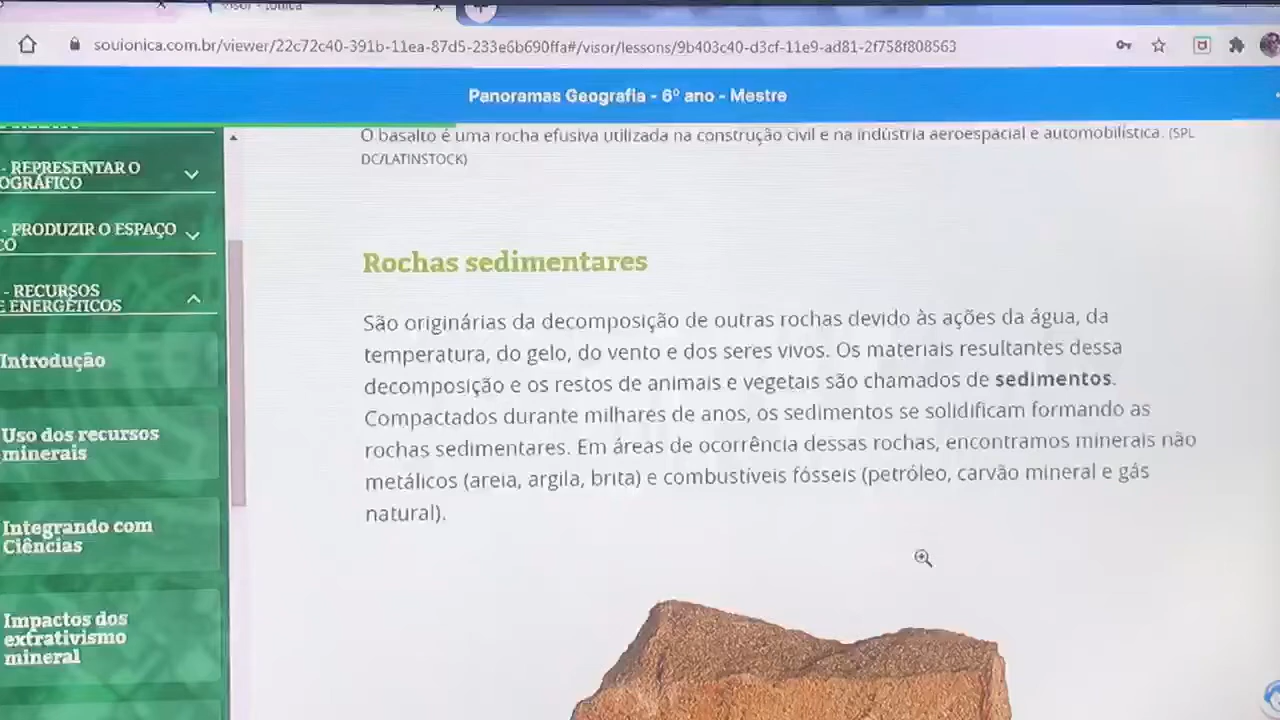 souionica.com.br/viewer/22c72c40-391b-11ea-87d5-233e6b690ffa#/visor/lessons/9b403c40-d3cf-11e9-ad81-2f758f808563
Panoramas Geografia - 6º ano - Mestre
- REPRESENTAR O
OGRÁFICO
- PRODUZIR O ESPAÇO
CO
- RECURSOS
E ENERGÉTICOS
Introdução
Uso dos recursos
minerais
Integrando com
Ciências
Impactos dos
extrativismo
mineral
O basalto é uma rocha efusiva utilizada na construção civil e na indústria aeroespacial e automobilística. (SPL
DC/LATINSTOCK)
Rochas sedimentares
São originárias da decomposição de outras rochas devido às ações da água, da
temperatura, do gelo, do vento e dos seres vivos. Os materiais resultantes dessa
decomposição e os restos de animais e vegetais são chamados de sedimentos.
Compactados durante milhares de anos, os sedimentos se solidificam formando as
rochas sedimentares. Em áreas de ocorrência dessas rochas, encontramos minerais não
metálicos (areia, argila, brita) e combustíveis fósseis (petróleo, carvão mineral e gás
natural).